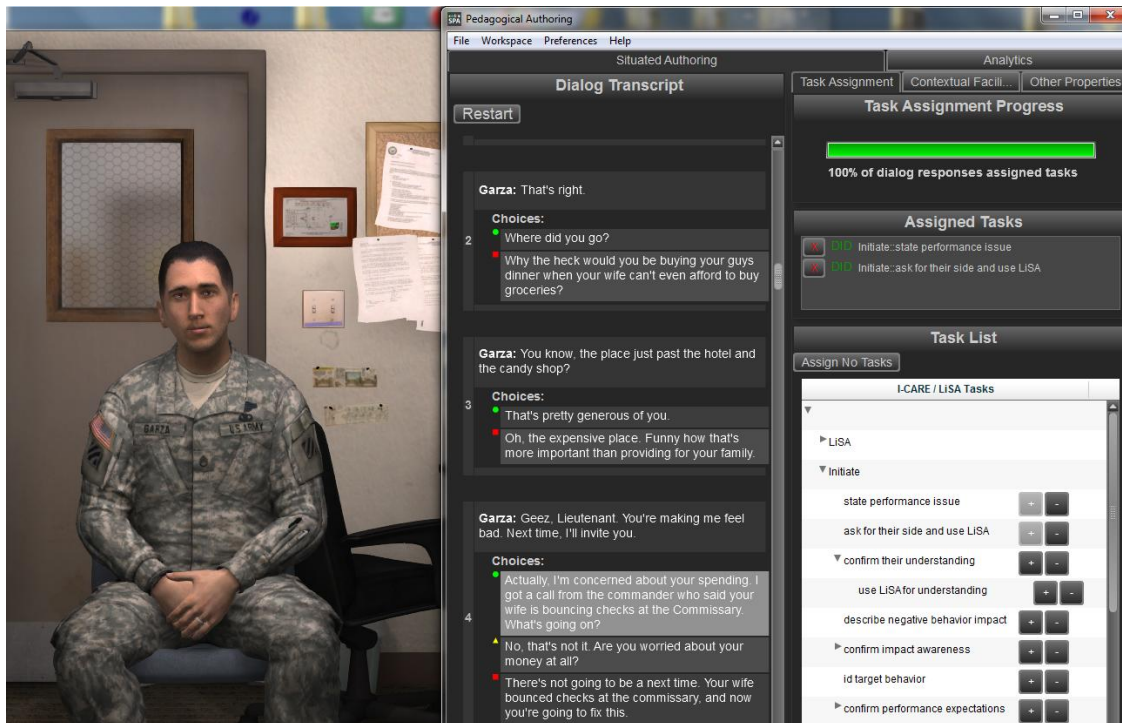 SPA Pedagogical Authoring
File Workspace Preferences Help
Situated Authoring
Analytics
Dialog Transcript
Restart
Garza: That's right.
Choices:
2
Where did you go?
Why the heck would you be buying your guys
dinner when your wife can't even afford to buy
groceries?
Garza: You know, the place just past the hotel and
the candy shop?
Choices:
3
That's pretty generous of you.
Oh, the expensive place. Funny how that's
more important than providing for your family.
Garza: Geez, Lieutenant. You're making me feel
bad. Next time, I'll invite you.
Choices:
4
Actually, I'm concerned about your spending. I
got a call from the commander who said your
wife is bouncing checks at the Commissary.
What's going on?
No, that's not it. Are you worried about your
money at all?
There's not going to be a next time. Your wife
bounced checks at the commissary, and now
you're going to fix this.
Task Assignment Contextual Facili... Other Properties
Task Assignment Progress
100% of dialog responses assigned tasks
Assigned Tasks
X DID Initiate::state performance issue
X DID Initiate::ask for their side and use LiSA
Task List
Assign No Tasks
I-CARE / LiSA Tasks
LiSA
Initiate
state performance issue + -
ask for their side and use LiSA + -
confirm their understanding + -
use LiSA for understanding + -
describe negative behavior impact + -
confirm impact awareness + -
id target behavior + -
confirm performance expectations + -
GARZA U.S. ARMY